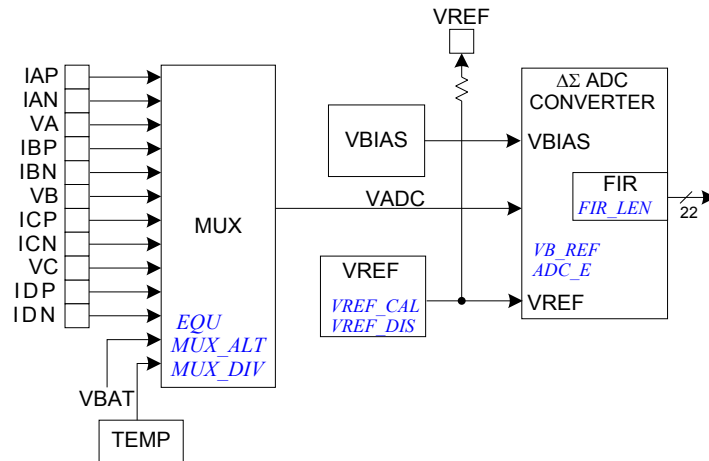 VREF
IAP
IAN
VA
IBP
IBN
VB
ICP
ICN
VC
IDP
IDN
VBAT
TEMP
MUX
EQU
MUX_ALT
MUX_DIV
VBIAS
VADC
VREF
VREF_CAL
VREF_DIS
ΔΣ ADC
CONVERTER
VBIAS
FIR
FIR_LEN
22
VB_REF
ADC_E
VREF